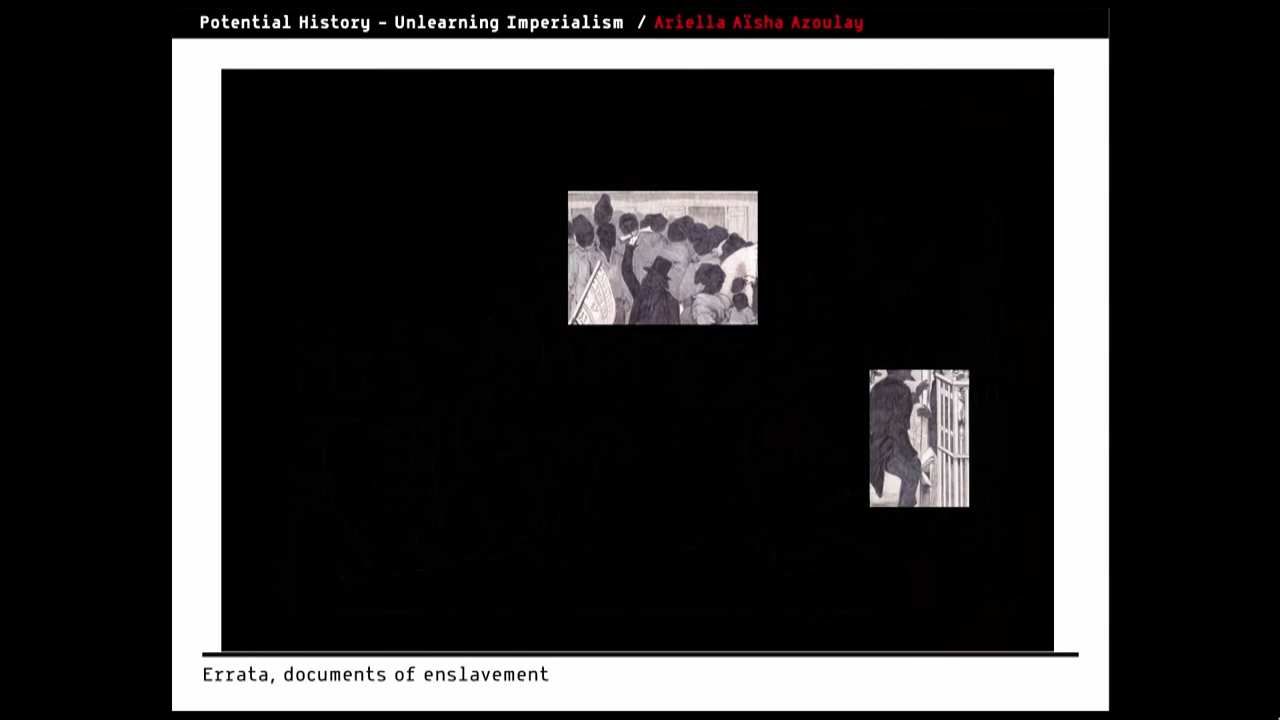 Potential History - Unlearning Imperialism / Ariella Aïsha Azoulay
Errata, documents of enslavement